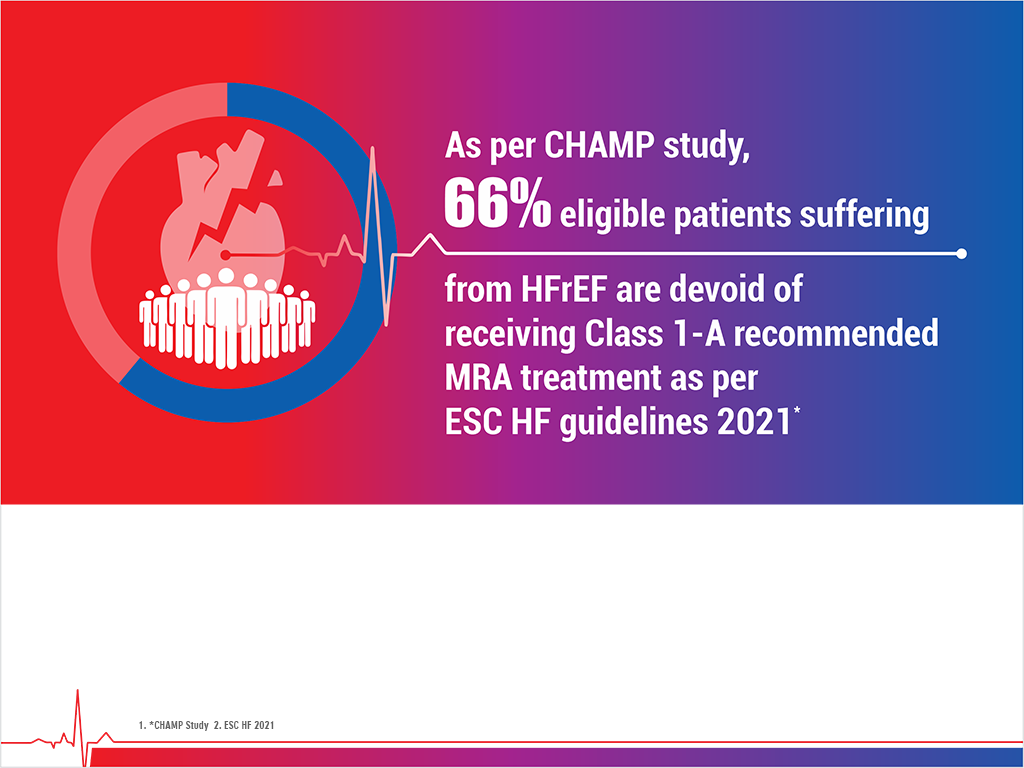 As per CHAMP study,
66% eligible patients suffering
from HFrEF are devoid of
receiving Class 1-A recommended
MRA treatment as per
ESC HF guidelines 2021*
1. *CHAMP Study 2. ESC HF 2021